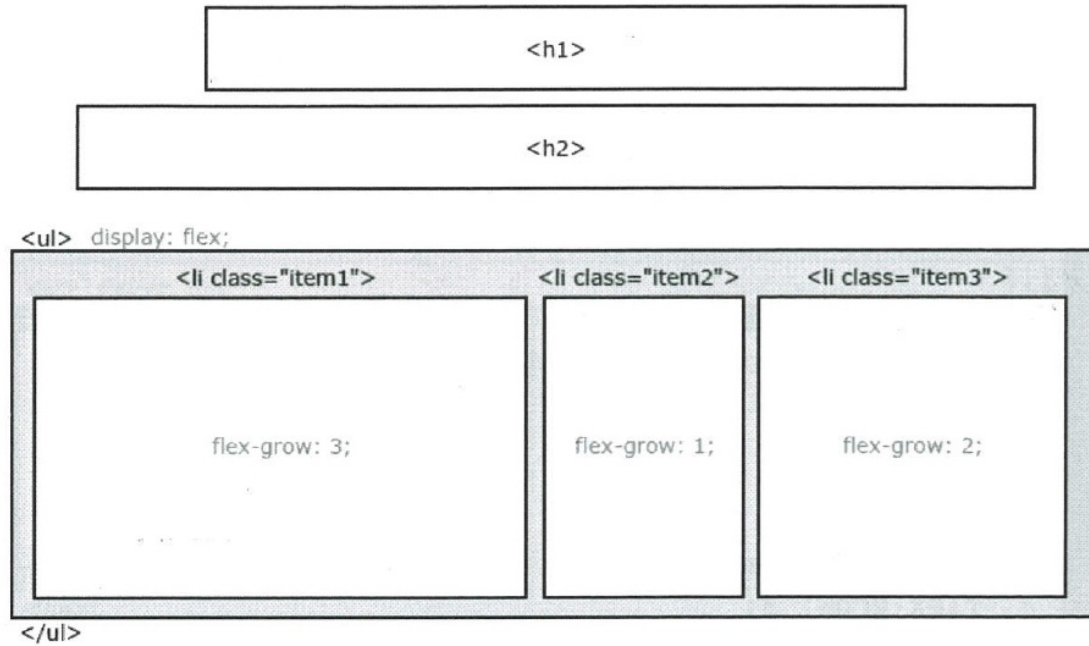 <h1>
<h2>
<ul> display: flex;
<li class="item1"> <li class="item2"> <li class="item3">
flex-grow: 3; flex-grow: 1; flex-grow: 2;
</ul>